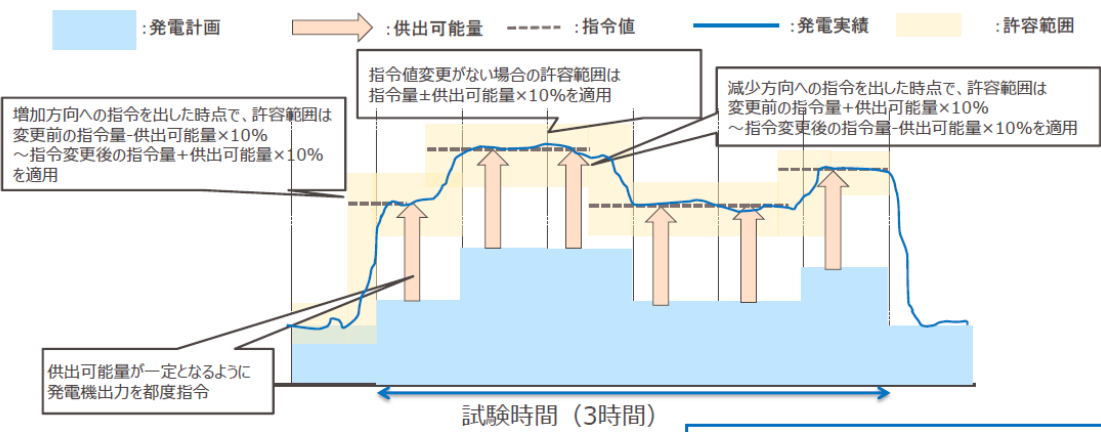 :発電計画
:供出可能量
:指令値
:発電実績
:許容範囲
指令値変更がない場合の許容範囲は
指令量±供出可能量×10%を適用
減少方向への指令を出した時点で、許容範囲は
変更前の指令量+供出可能量×10%
~指令変更後の指令量-供出可能量×10%を適用
増加方向への指令を出した時点で、許容範囲は
変更前の指令量-供出可能量×10%
~指令変更後の指令量+供出可能量×10%
を適用
供出可能量が一定となるように
発電機出力を都度指令
試験時間(3時間)